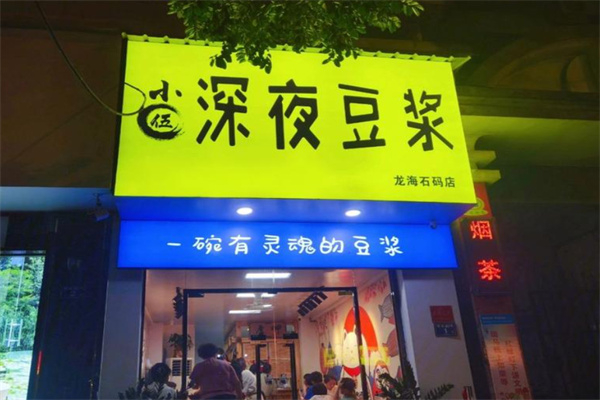 小伍
深夜豆浆
龙海石码店
一碗有灵魂的豆浆
烟
茶